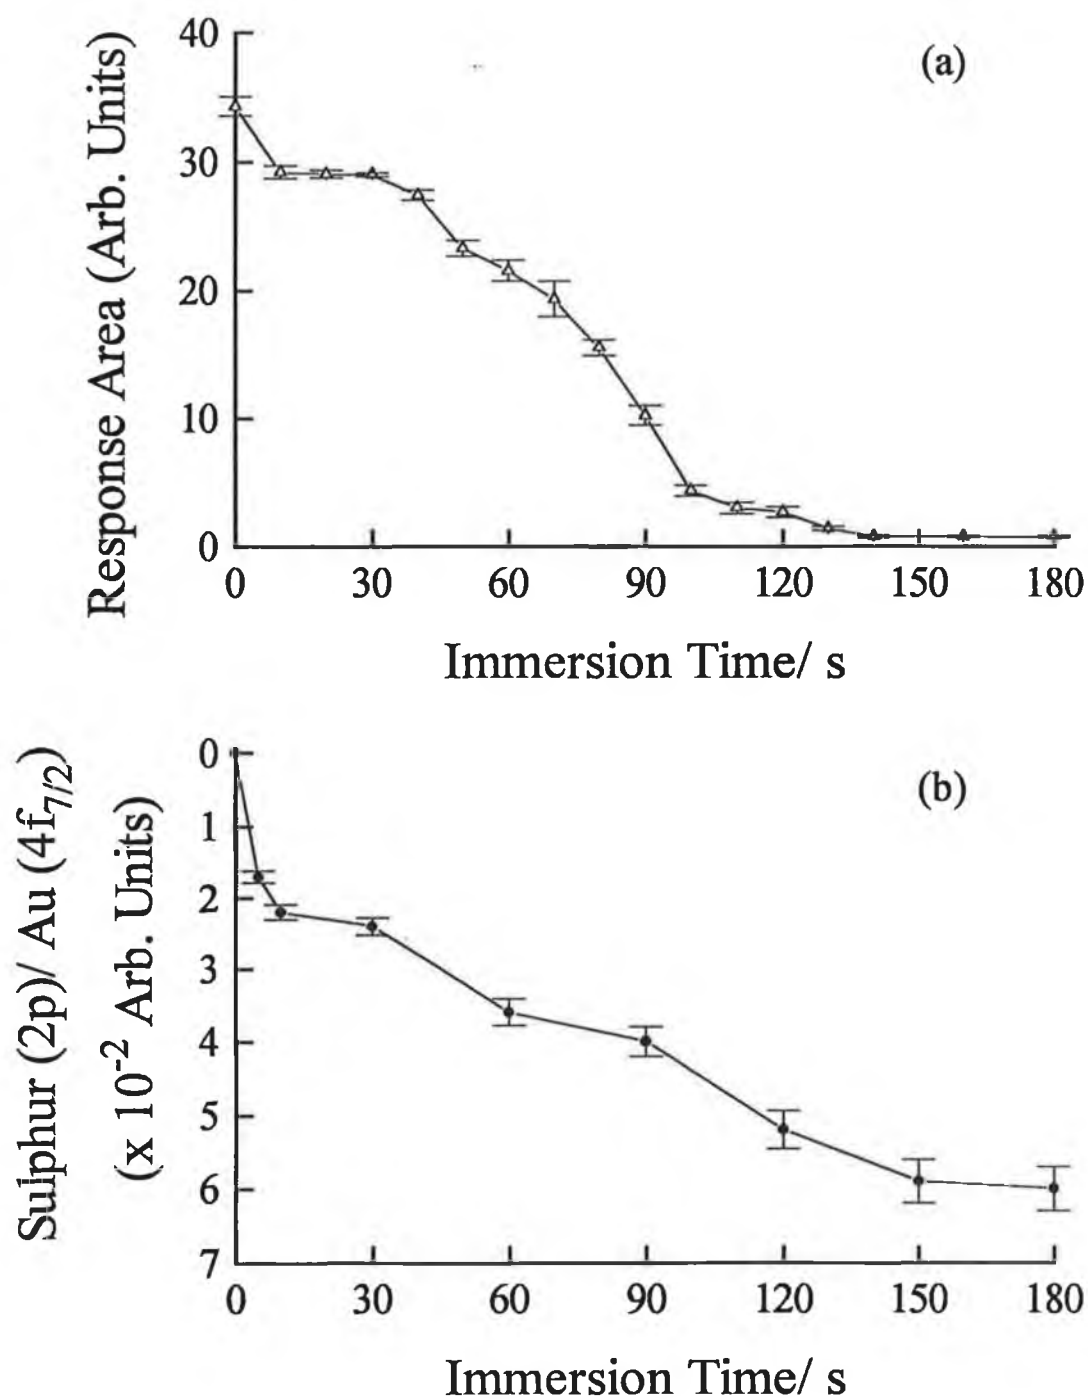 (a)
Response Area (Arb. Units)
40
30
20
10
0
0 30 60 90 120 150 180
Immersion Time/ s
(b)
Sulphur (2p)/ Au (4f7/2)
(x 10-2 Arb. Units)
0
1
2
3
4
5
6
7
0 30 60 90 120 150 180
Immersion Time/ s